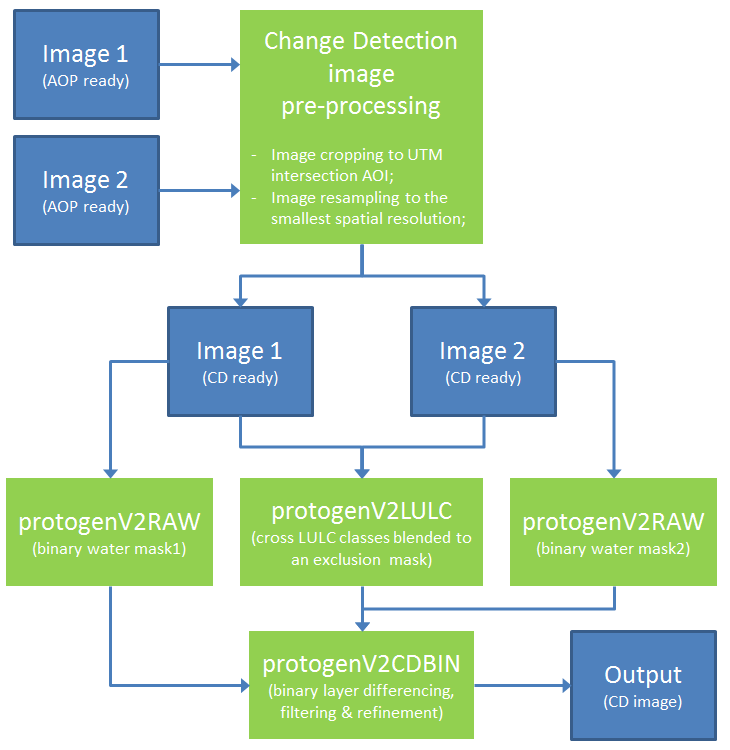 Image 1
(AOP ready)
Change Detection
image
pre-processing
- Image cropping to UTM
intersection AOI;
- Image resampling to the
smallest spatial resolution;
Image 2
(AOP ready)
Image 1
(CD ready)
Image 2
(CD ready)
protogenV2RAW
(binary water mask1)
protogenV2LULC
(cross LULC classes blended to
an exclusion mask)
protogenV2RAW
(binary water mask2)
protogenV2CDBIN
(binary layer differencing,
filtering & refinement)
Output
(CD image)